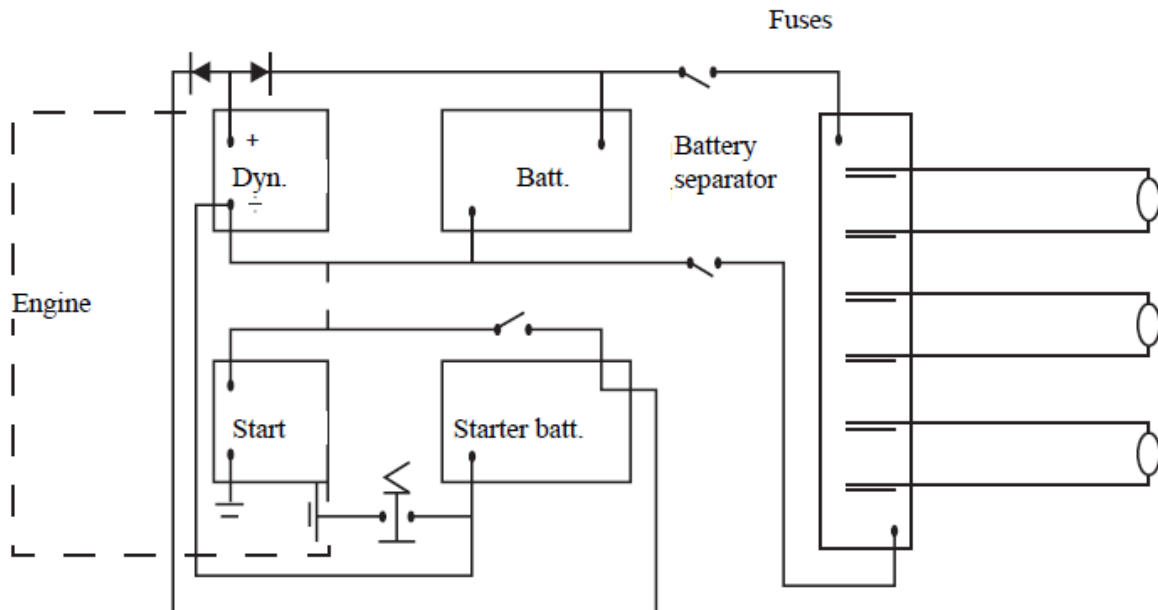 Fuses
+
Dyn.
÷
Batt.
Battery
separator
Engine
Start
Starter batt.